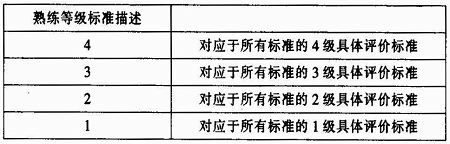 熟练等级标准描述
4 对应于所有标准的4级具体评价标准
3 对应于所有标准的3级具体评价标准
2 对应于所有标准的2级具体评价标准
1 对应于所有标准的1级具体评价标准